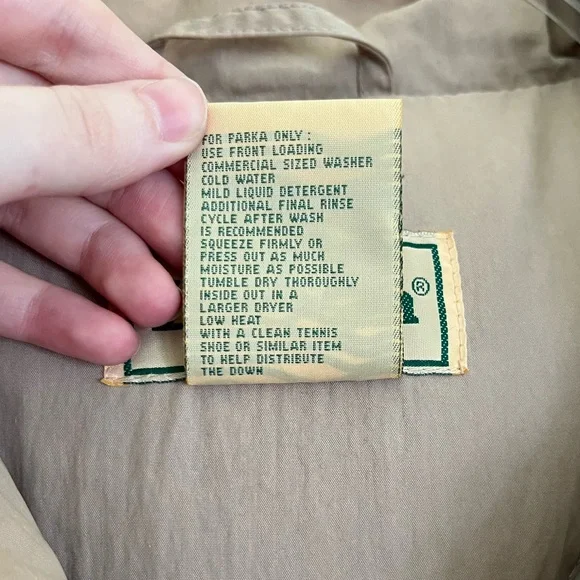 FOR PARKA ONLY :
USE FRONT LOADING
COMMERCIAL SIZED WASHER
COLD WATER
MILD LIQUID DETERGENT
ADDITIONAL FINAL RINSE
CYCLE AFTER WASH
IS RECOMMENDED
SQUEEZE FIRMLY OR
PRESS OUT AS MUCH
MOISTURE AS POSSIBLE
TUMBLE DRY THOROUGHLY
INSIDE OUT IN A
LARGER DRYER
LOW HEAT
WITH A CLEAN TENNIS
SHOE OR SIMILAR ITEM
TO HELP DISTRIBUTE
THE DOWN
®